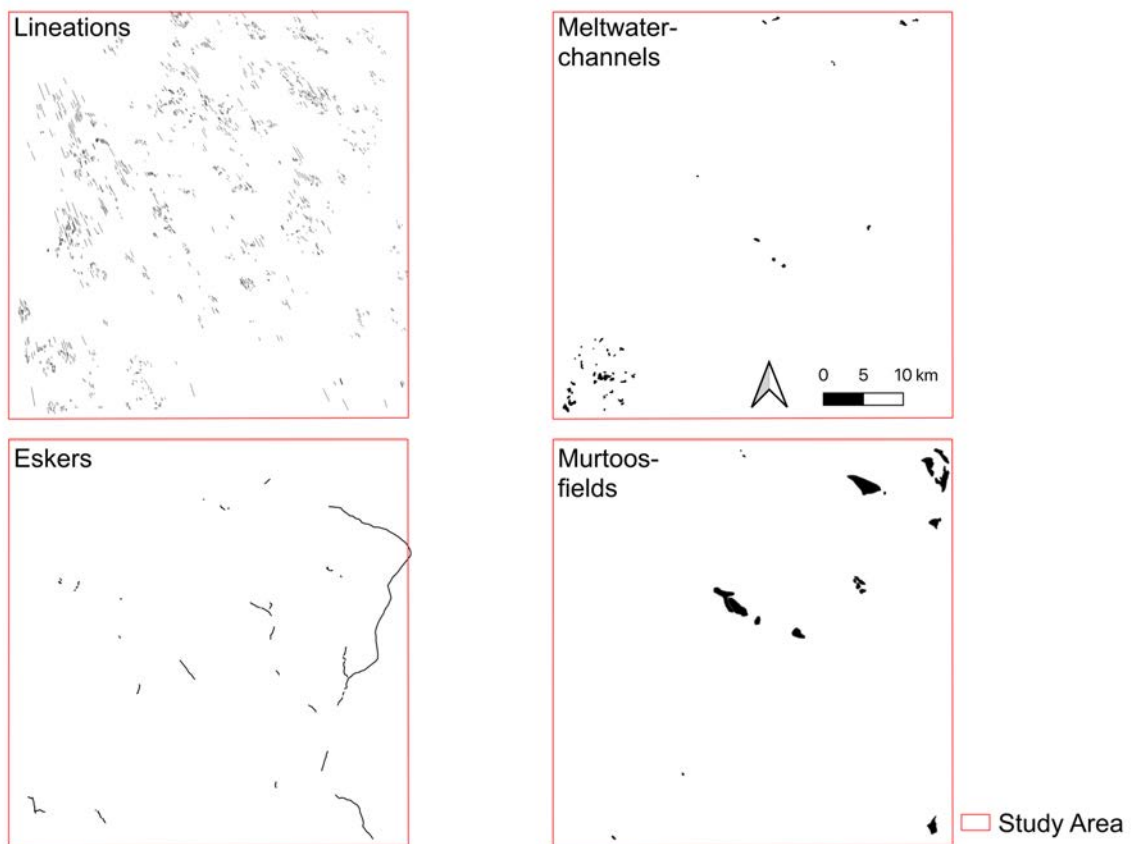 Lineations
Meltwater-
channels
0 5 10 km
Eskers
Murtoos-
fields
Study Area